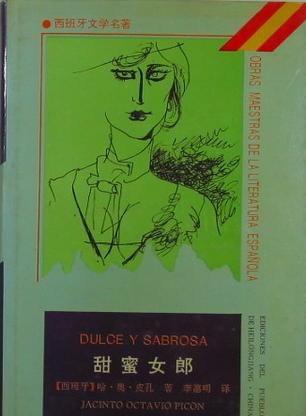 西班牙文学名著
OBRAS MAESTRAS DE LA LITERATURA ESPAÑOLA
DULCE Y SABROSA
甜蜜女郎
【西班牙】哈·奥·皮孔 著 李德明 译
JACINTO OCTAVIO PICON
EDICIONES DEL PUEBLO
DE HEILONGJIANG · CHINA